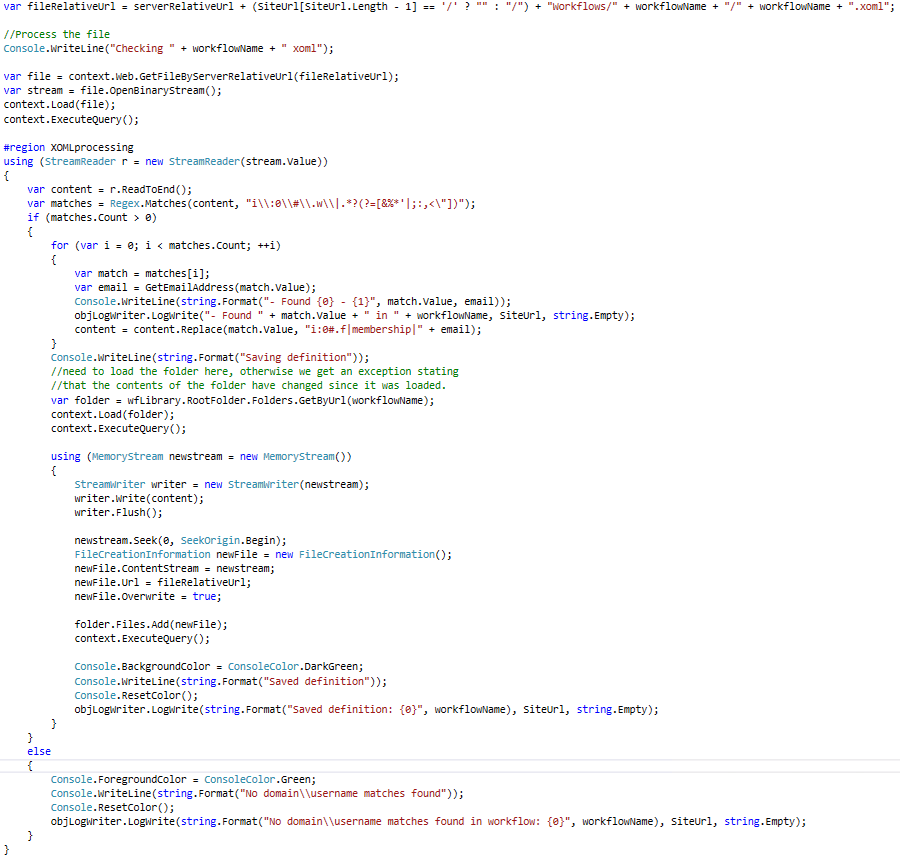 var fileRelativeUrl = serverRelativeUrl + (SiteUrl[SiteUrl.Length - 1] == '/' ? "" : "/") + "Workflows/" + workflowName + "/" + workflowName + ".xoml";
//Process the file
Console.WriteLine("Checking " + workflowName + " xoml");
var file = context.Web.GetFileByServerRelativeUrl(fileRelativeUrl);
var stream = file.OpenBinaryStream();
context.Load(file);
context.ExecuteQuery();
#region XOMLprocessing
using (StreamReader r = new StreamReader(stream.Value))
{
    var content = r.ReadToEnd();
    var matches = Regex.Matches(content, "i\\:0\\#\\.w\\|.*?(?=[&%*'|;:,<\"])");
    if (matches.Count > 0)
    {
        for (var i = 0; i < matches.Count; ++i)
        {
            var match = matches[i];
            var email = GetEmailAddress(match.Value);
            Console.WriteLine(string.Format("- Found {0} - {1}", match.Value, email));
            objLogWriter.LogWrite("- Found " + match.Value + " in " + workflowName, SiteUrl, string.Empty);
            content = content.Replace(match.Value, "i:0#.f|membership|" + email);
        }
        Console.WriteLine(string.Format("Saving definition"));
        //need to load the folder here, otherwise we get an exception stating
        //that the contents of the folder have changed since it was loaded.
        var folder = wfLibrary.RootFolder.Folders.GetByUrl(workflowName);
        context.Load(folder);
        context.ExecuteQuery();
        using (MemoryStream newstream = new MemoryStream())
        {
            StreamWriter writer = new StreamWriter(newstream);
            writer.Write(content);
            writer.Flush();
            newstream.Seek(0, SeekOrigin.Begin);
            FileCreationInformation newFile = new FileCreationInformation();
            newFile.ContentStream = newstream;
            newFile.Url = fileRelativeUrl;
            newFile.Overwrite = true;
            folder.Files.Add(newFile);
            context.ExecuteQuery();
            Console.BackgroundColor = ConsoleColor.DarkGreen;
            Console.WriteLine(string.Format("Saved definition"));
            Console.ResetColor();
            objLogWriter.LogWrite(string.Format("Saved definition: {0}", workflowName), SiteUrl, string.Empty);
        }
    }
    else
    {
        Console.ForegroundColor = ConsoleColor.Green;
        Console.WriteLine(string.Format("No domain\\username matches found"));
        Console.ResetColor();
        objLogWriter.LogWrite(string.Format("No domain\\username matches found in workflow: {0}", workflowName), SiteUrl, string.Empty);
    }
}